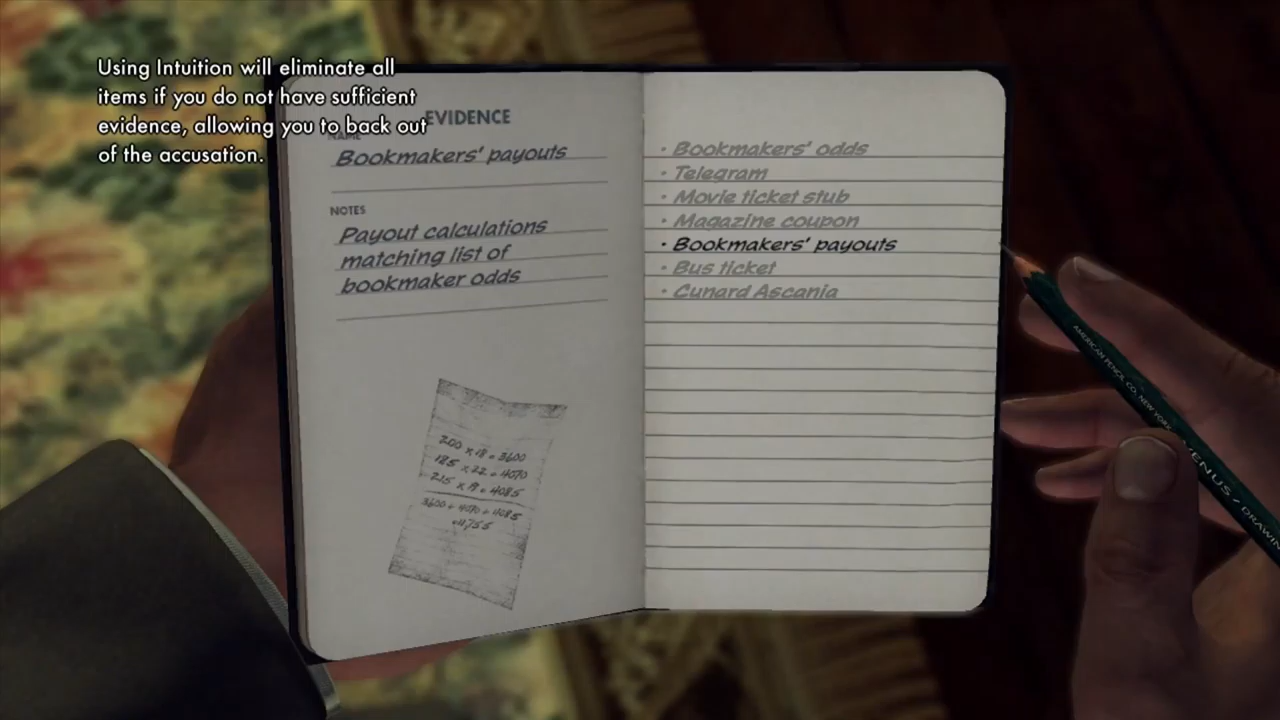 Using Intuition will eliminate all
items if you do not have sufficient
evidence, allowing you to back out
of the accusation.
EVIDENCE
NAME
Bookmakers' payouts
NOTES
Payout calculations
matching list of
bookmaker odds
200 x 18 = 3600
185 x 22 = 4070
215 x 19 = 4085
3600 + 4070 + 4085
= 11755
• Bookmakers' odds
• Telegram
• Movie ticket stub
• Magazine coupon
• Bookmakers' payouts
• Bus ticket
• Cunard Ascania
AMERICAN PENCIL CO. NEW YORK
VENUS / DRAWIN